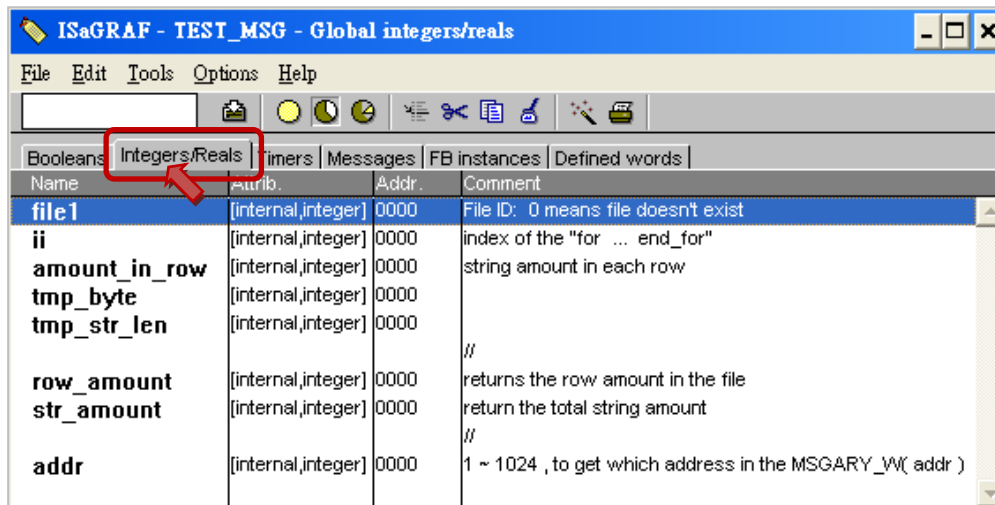 ISaGRAF - TEST_MSG - Global integers/reals
File Edit Tools Options Help
Booleans Integers/Reals Timers Messages FB instances Defined words
Name Attrib. Addr. Comment
file1 [internal,integer] 0000 File ID: 0 means file doesn't exist
ii [internal,integer] 0000 index of the "for ... end_for"
amount_in_row [internal,integer] 0000 string amount in each row
tmp_byte [internal,integer] 0000
tmp_str_len [internal,integer] 0000
//
row_amount [internal,integer] 0000 returns the row amount in the file
str_amount [internal,integer] 0000 return the total string amount
//
addr [internal,integer] 0000 1 ~ 1024 , to get which address in the MSGARY_W( addr )